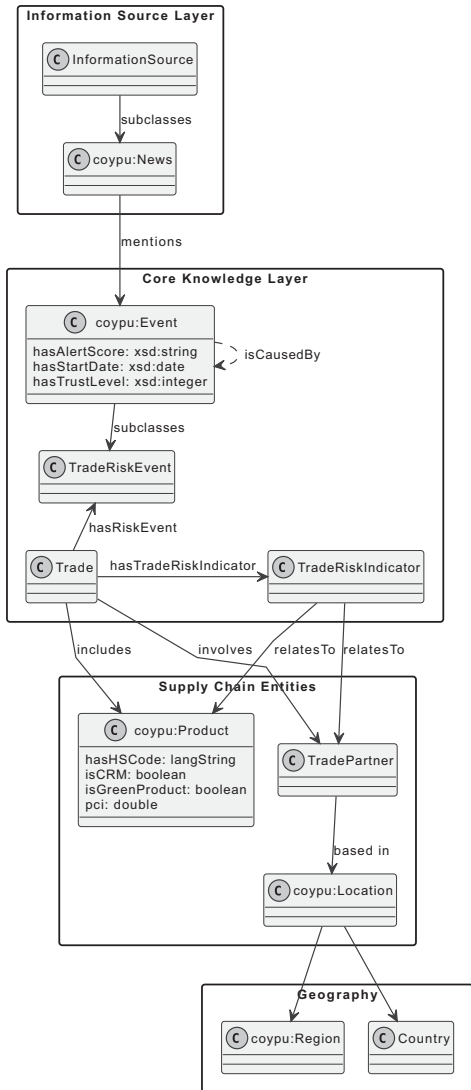 Information Source Layer
C InformationSource
subclasses
C coypu:News
mentions
Core Knowledge Layer
C coypu:Event
hasAlertScore: xsd:string
hasStartDate: xsd:date
hasTrustLevel: xsd:integer
isCausedBy
subclasses
C TradeRiskEvent
hasRiskEvent
C Trade
hasTradeRiskIndicator
C TradeRiskIndicator
includes
involves
relatesTo
relatesTo
Supply Chain Entities
C coypu:Product
hasHSCode: langString
isCRM: boolean
isGreenProduct: boolean
pci: double
C TradePartner
based in
C coypu:Location
Geography
C coypu:Region
C Country